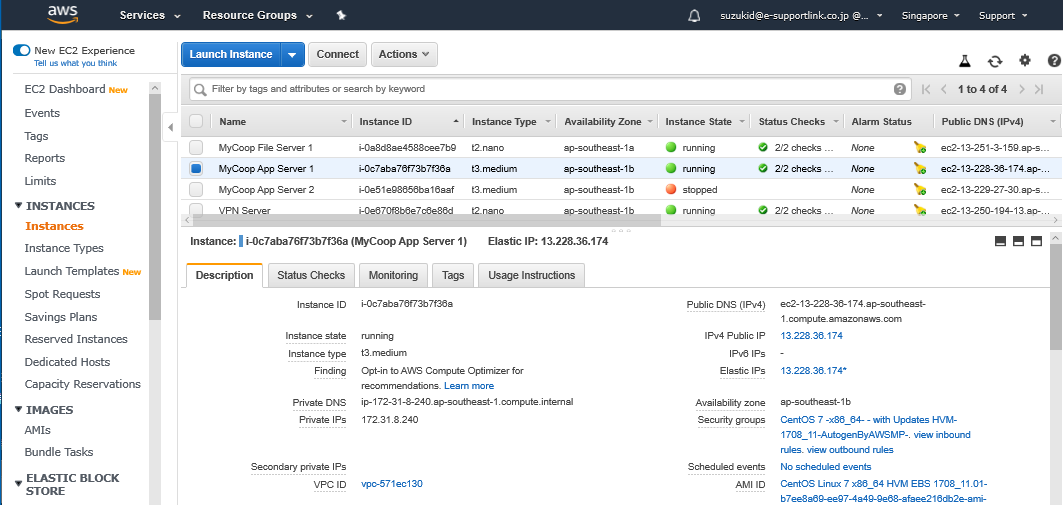 aws
Services
Resource Groups
suzukid@e-supportlink.co.jp @...
Singapore
Support
New EC2 Experience
Tell us what you think
EC2 Dashboard New
Events
Tags
Reports
Limits
INSTANCES
Instances
Instance Types
Launch Templates New
Spot Requests
Savings Plans
Reserved Instances
Dedicated Hosts
Capacity Reservations
IMAGES
AMIs
Bundle Tasks
ELASTIC BLOCK
STORE
Launch Instance
Connect
Actions
Filter by tags and attributes or search by keyword
1 to 4 of 4
Name Instance ID Instance Type Availability Zone Instance State Status Checks Alarm Status Public DNS (IPv4)
MyCoop File Server 1 i-0a8d8ae4588cee7b9 t2.nano ap-southeast-1a running 2/2 checks ... None ec2-13-251-3-159.ap-s...
MyCoop App Server 1 i-0c7aba76f73b7f36a t3.medium ap-southeast-1b running 2/2 checks ... None ec2-13-228-36-174.ap-...
MyCoop App Server 2 i-0e51e98656ba16aaf t3.medium ap-southeast-1b stopped None ec2-13-229-27-30.ap-s...
VPN Server i-0e670f8b6e7c6e86d t2.nano ap-southeast-1b running 2/2 checks ... None ec2-13-250-194-13.ap-s...
Instance: i-0c7aba76f73b7f36a (MyCoop App Server 1) Elastic IP: 13.228.36.174
Description
Status Checks
Monitoring
Tags
Usage Instructions
Instance ID i-0c7aba76f73b7f36a
Instance state running
Instance type t3.medium
Finding Opt-in to AWS Compute Optimizer for
recommendations. Learn more
Private DNS ip-172-31-8-240.ap-southeast-1.compute.internal
Private IPs 172.31.8.240
Secondary private IPs
VPC ID vpc-571ec130
Public DNS (IPv4) ec2-13-228-36-174.ap-southeast-
1.compute.amazonaws.com
IPv4 Public IP 13.228.36.174
IPv6 IPs -
Elastic IPs 13.228.36.174*
Availability zone ap-southeast-1b
Security groups CentOS 7 -x86_64- - with Updates HVM-
1708_11-AutogenByAWSMP-. view inbound
rules. view outbound rules
Scheduled events No scheduled events
AMI ID CentOS Linux 7 x86_64 HVM EBS 1708_11.01-
b7ee8a69-ee97-4a49-9e68-afaee216db2e-ami-